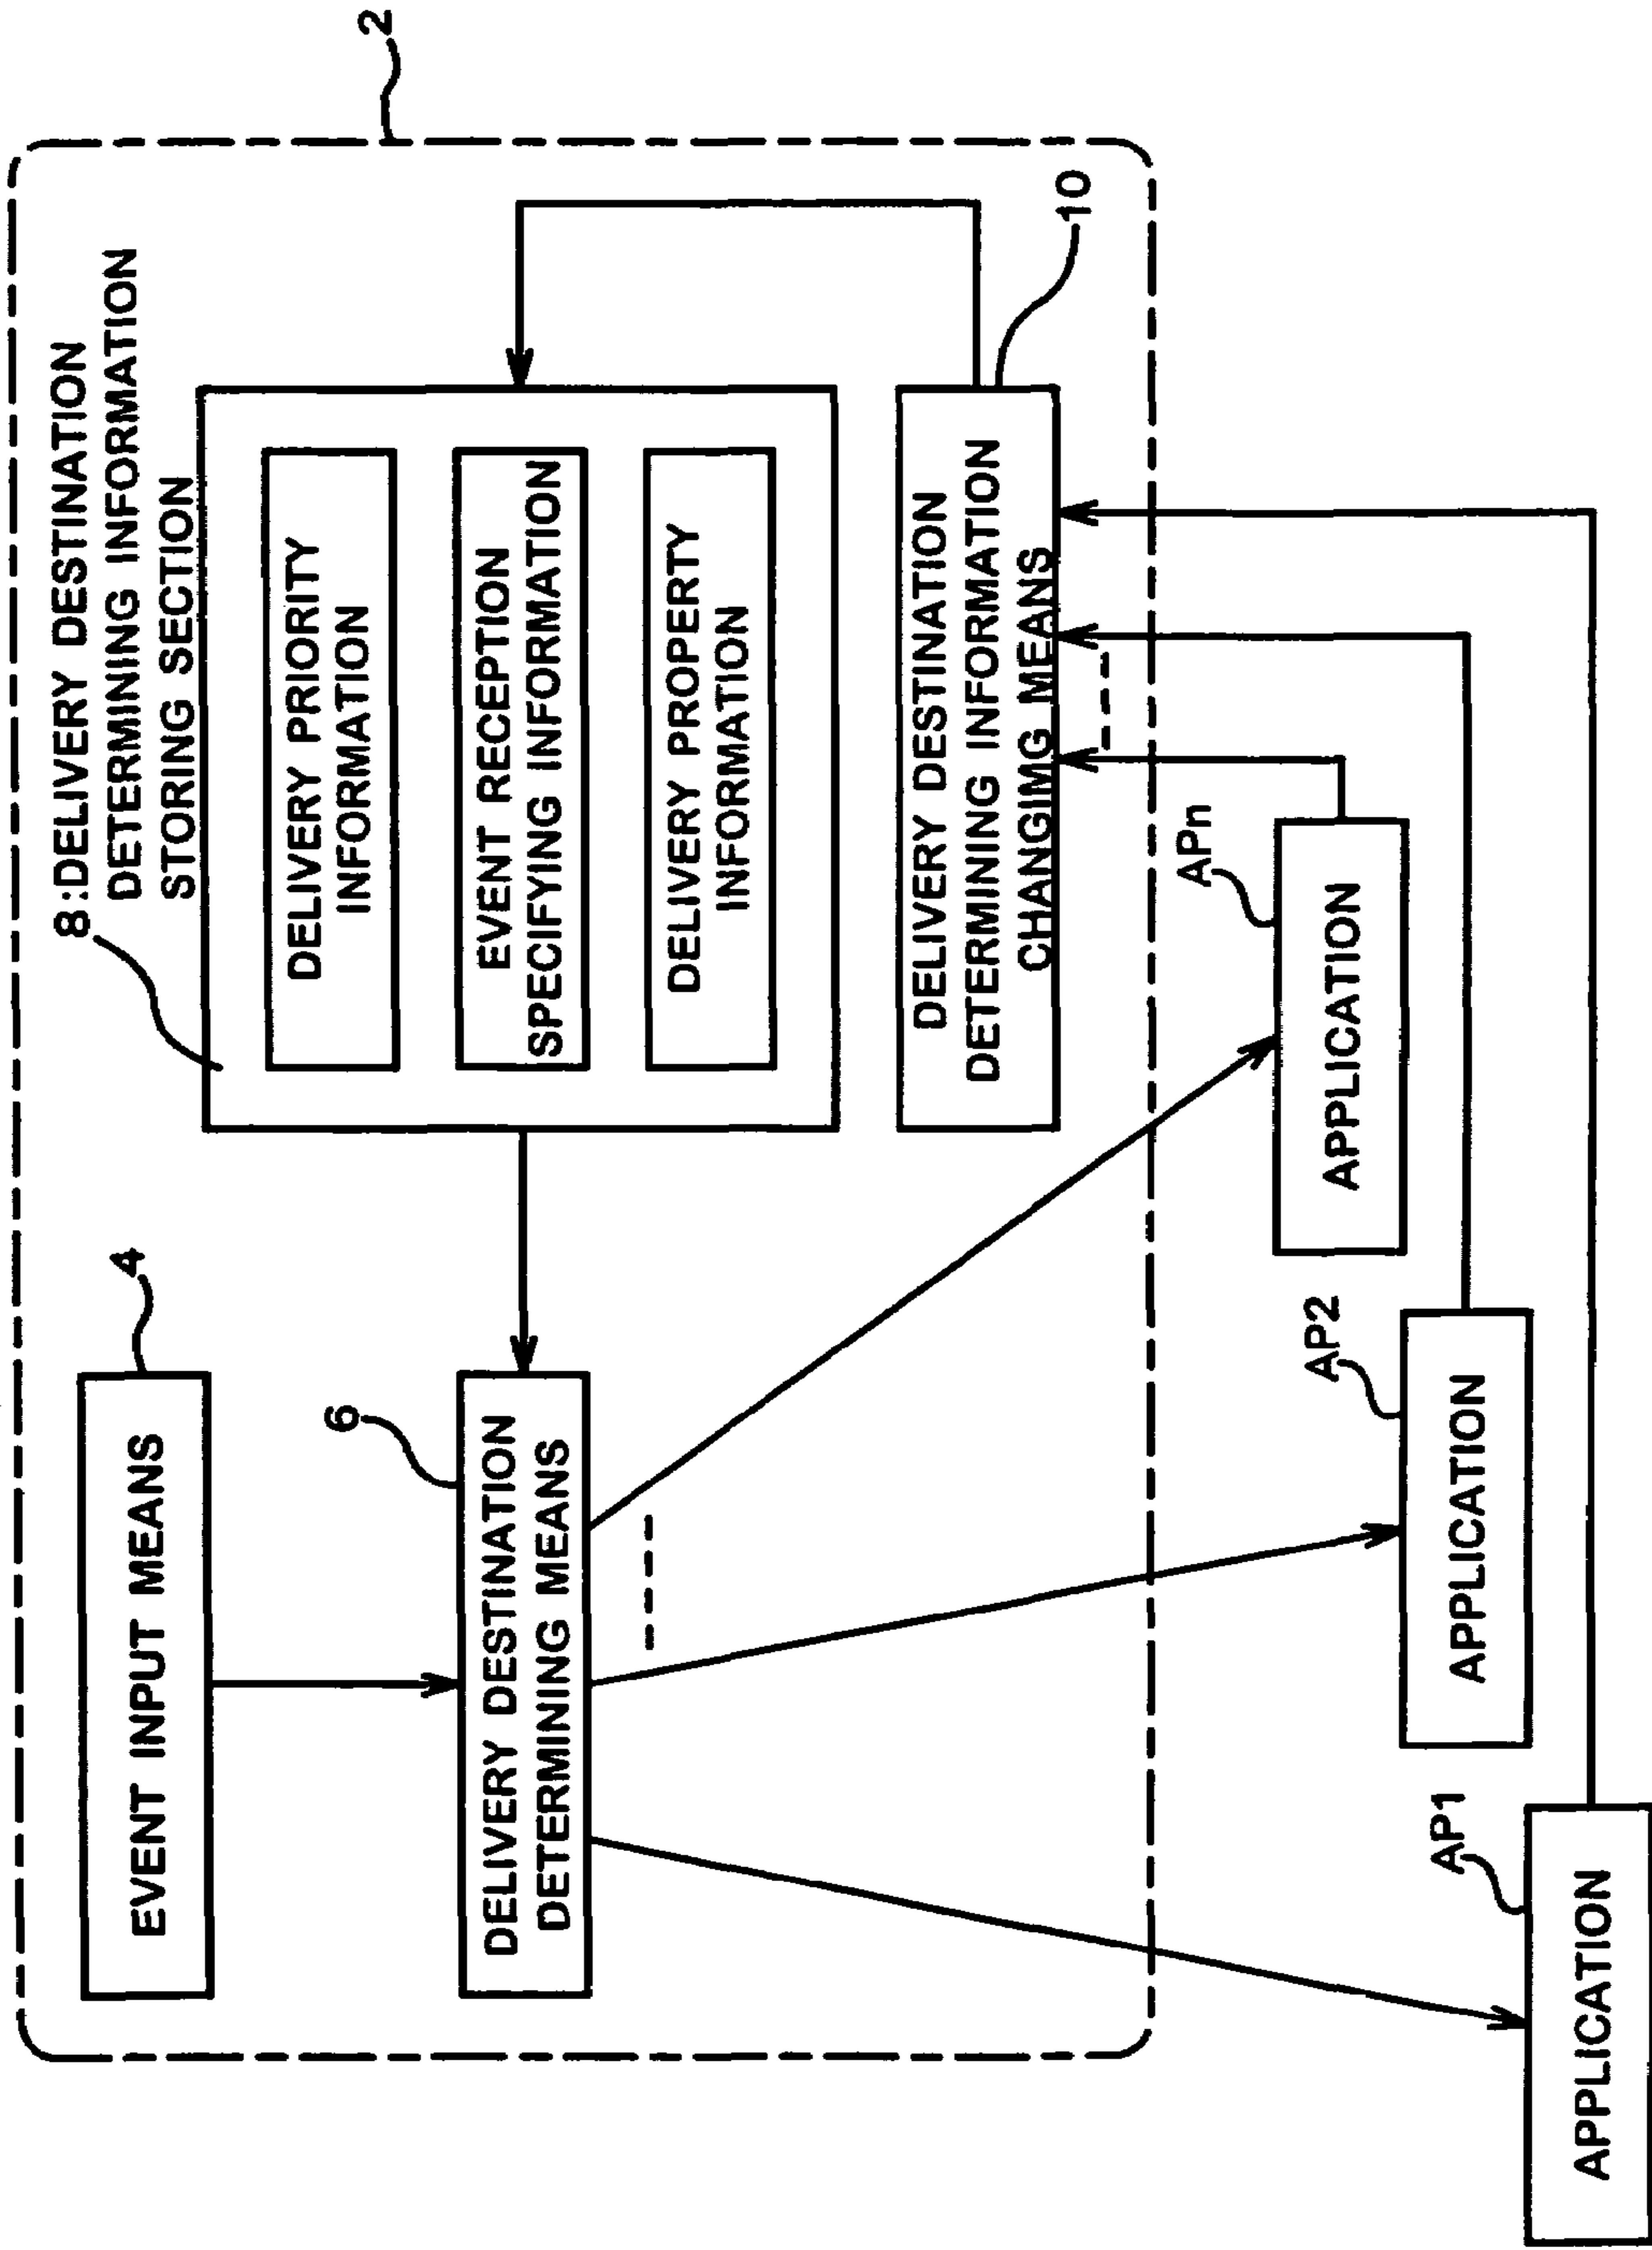 2
8:DELIVERY DESTINATION
DETERMINING INFORMATION
STORING SECTION
4
EVENT INPUT MEANS
DELIVERY PRIORITY
INFORMATION
6
DELIVERY DESTINATION
DETERMINING MEANS
EVENT RECEPTION
SPECIFYING INFORMATION
DELIVERY PROPERTY
INFORMATION
DELIVERY DESTINATION
DETERMINING INFORMATION
CHANGIMG MEANS
10
APn
APPLICATION
AP2
APPLICATION
AP1
APPLICATION